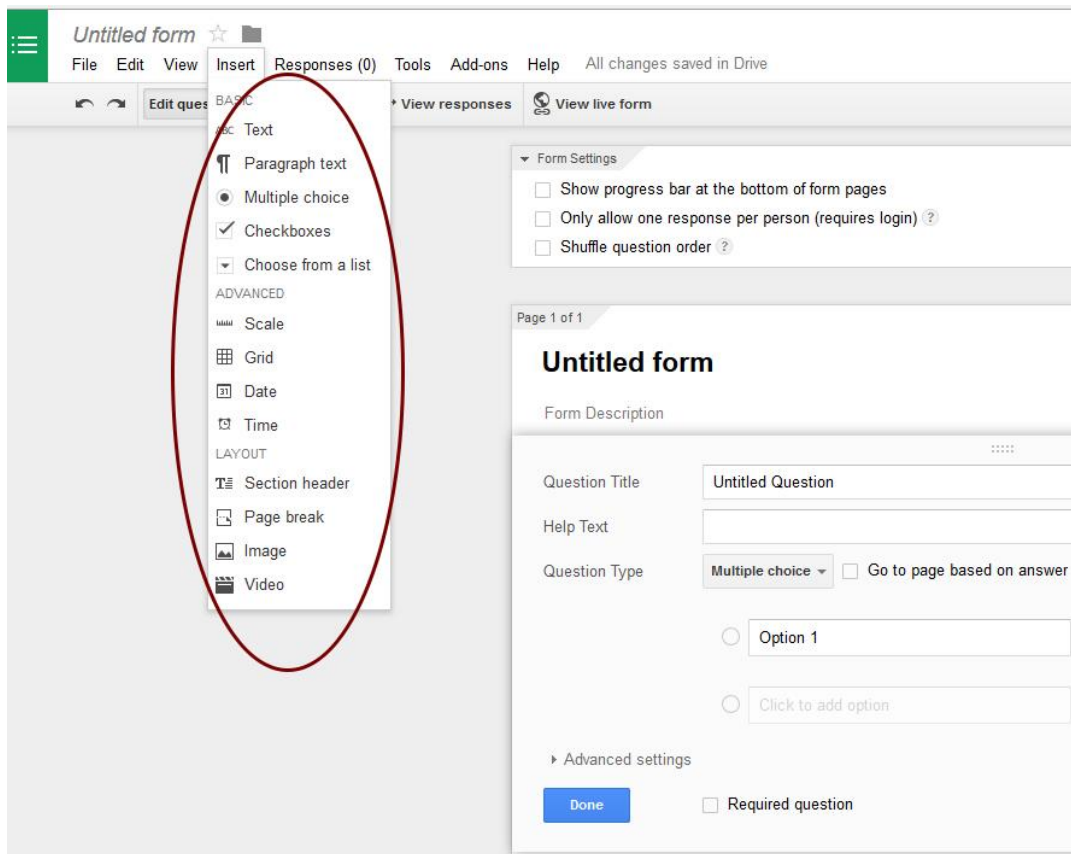 Untitled form
File Edit View Insert Responses (0) Tools Add-ons Help All changes saved in Drive
Edit ques View responses View live form
BASIC
ABC Text
Paragraph text
Multiple choice
Checkboxes
Choose from a list
ADVANCED
Scale
Grid
31 Date
Time
LAYOUT
Section header
Page break
Image
Video
Form Settings
Show progress bar at the bottom of form pages
Only allow one response per person (requires login) ?
Shuffle question order ?
Page 1 of 1
Untitled form
Form Description
Question Title Untitled Question
Help Text
Question Type Multiple choice Go to page based on answer
Option 1
Click to add option
Advanced settings
Done Required question